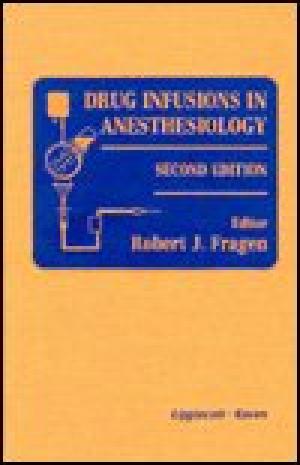 DRUG INFUSIONS IN
ANESTHESIOLOGY
SECOND EDITION
Editor
Robert J. Fragen
Lippincott - Raven